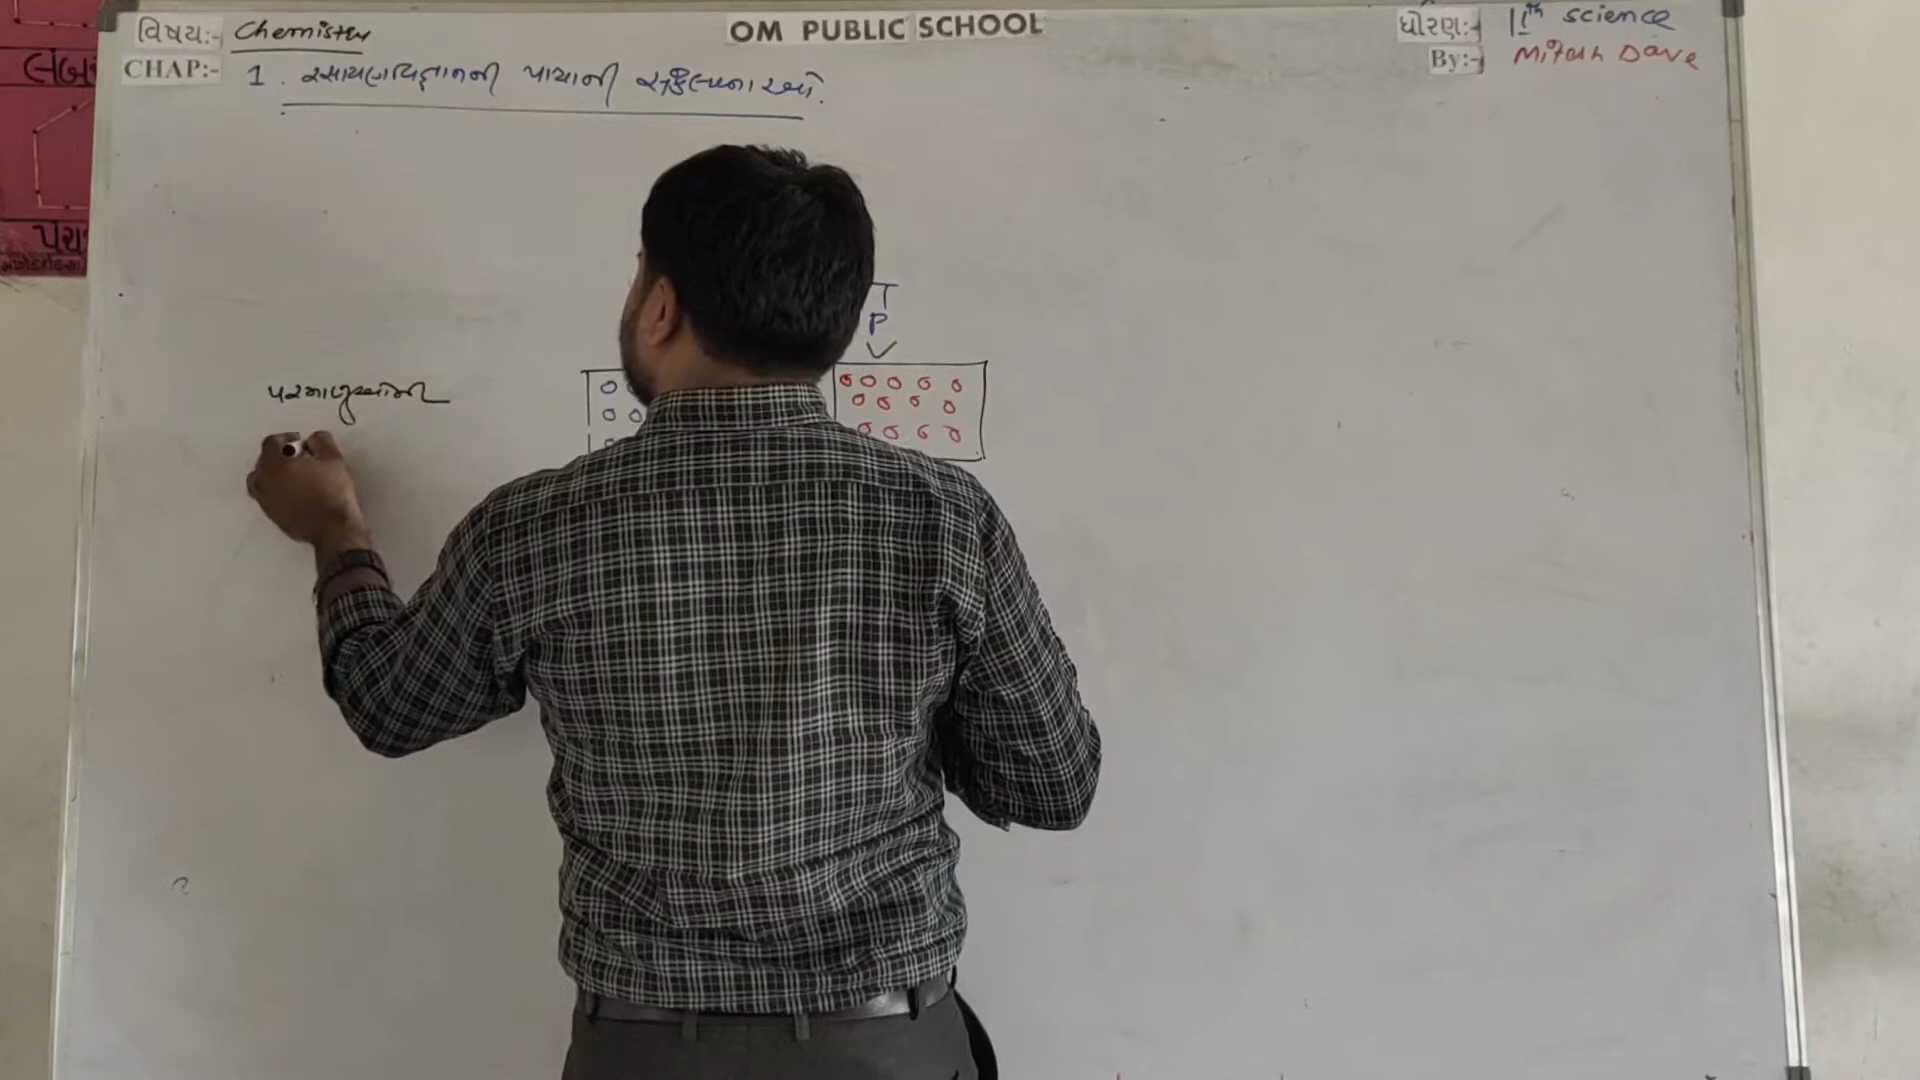 વિષય:- Chemistry
OM PUBLIC SCHOOL
ધોરણ:- 11th science
CHAP:- 1. રસાયણવિજ્ઞાનની પાયાની સંકલ્પનાઓ.
By:- Mitesh Dave
લંબ
પરમાણુઓની
P